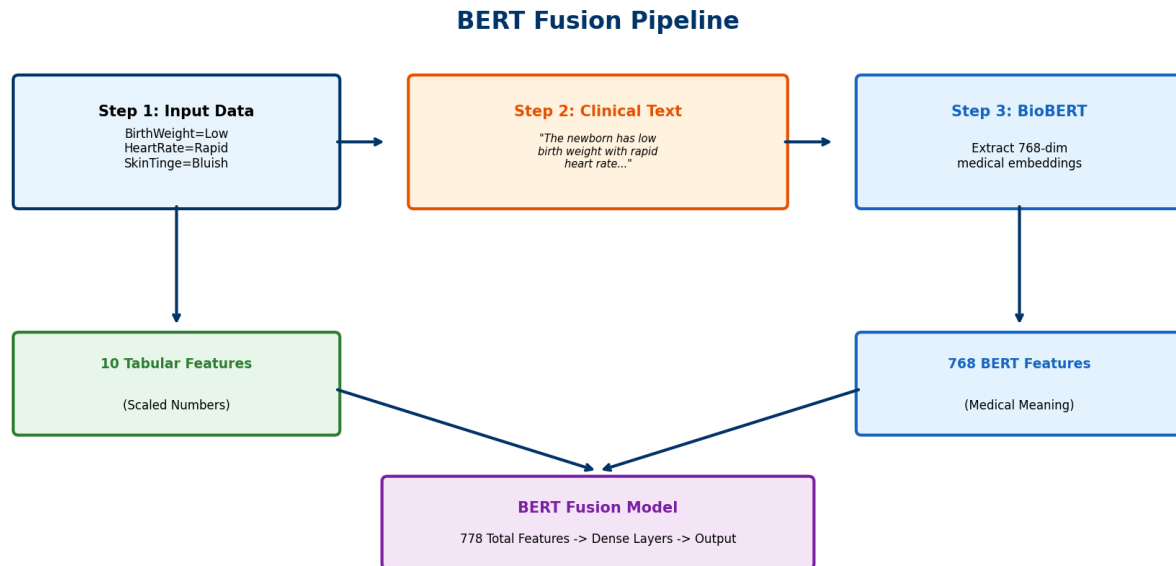 BERT Fusion Pipeline
Step 1: Input Data
BirthWeight=Low
HeartRate=Rapid
SkinTinge=Bluish
Step 2: Clinical Text
"The newborn has low
birth weight with rapid
heart rate..."
Step 3: BioBERT
Extract 768-dim
medical embeddings
10 Tabular Features
(Scaled Numbers)
768 BERT Features
(Medical Meaning)
BERT Fusion Model
778 Total Features -> Dense Layers -> Output